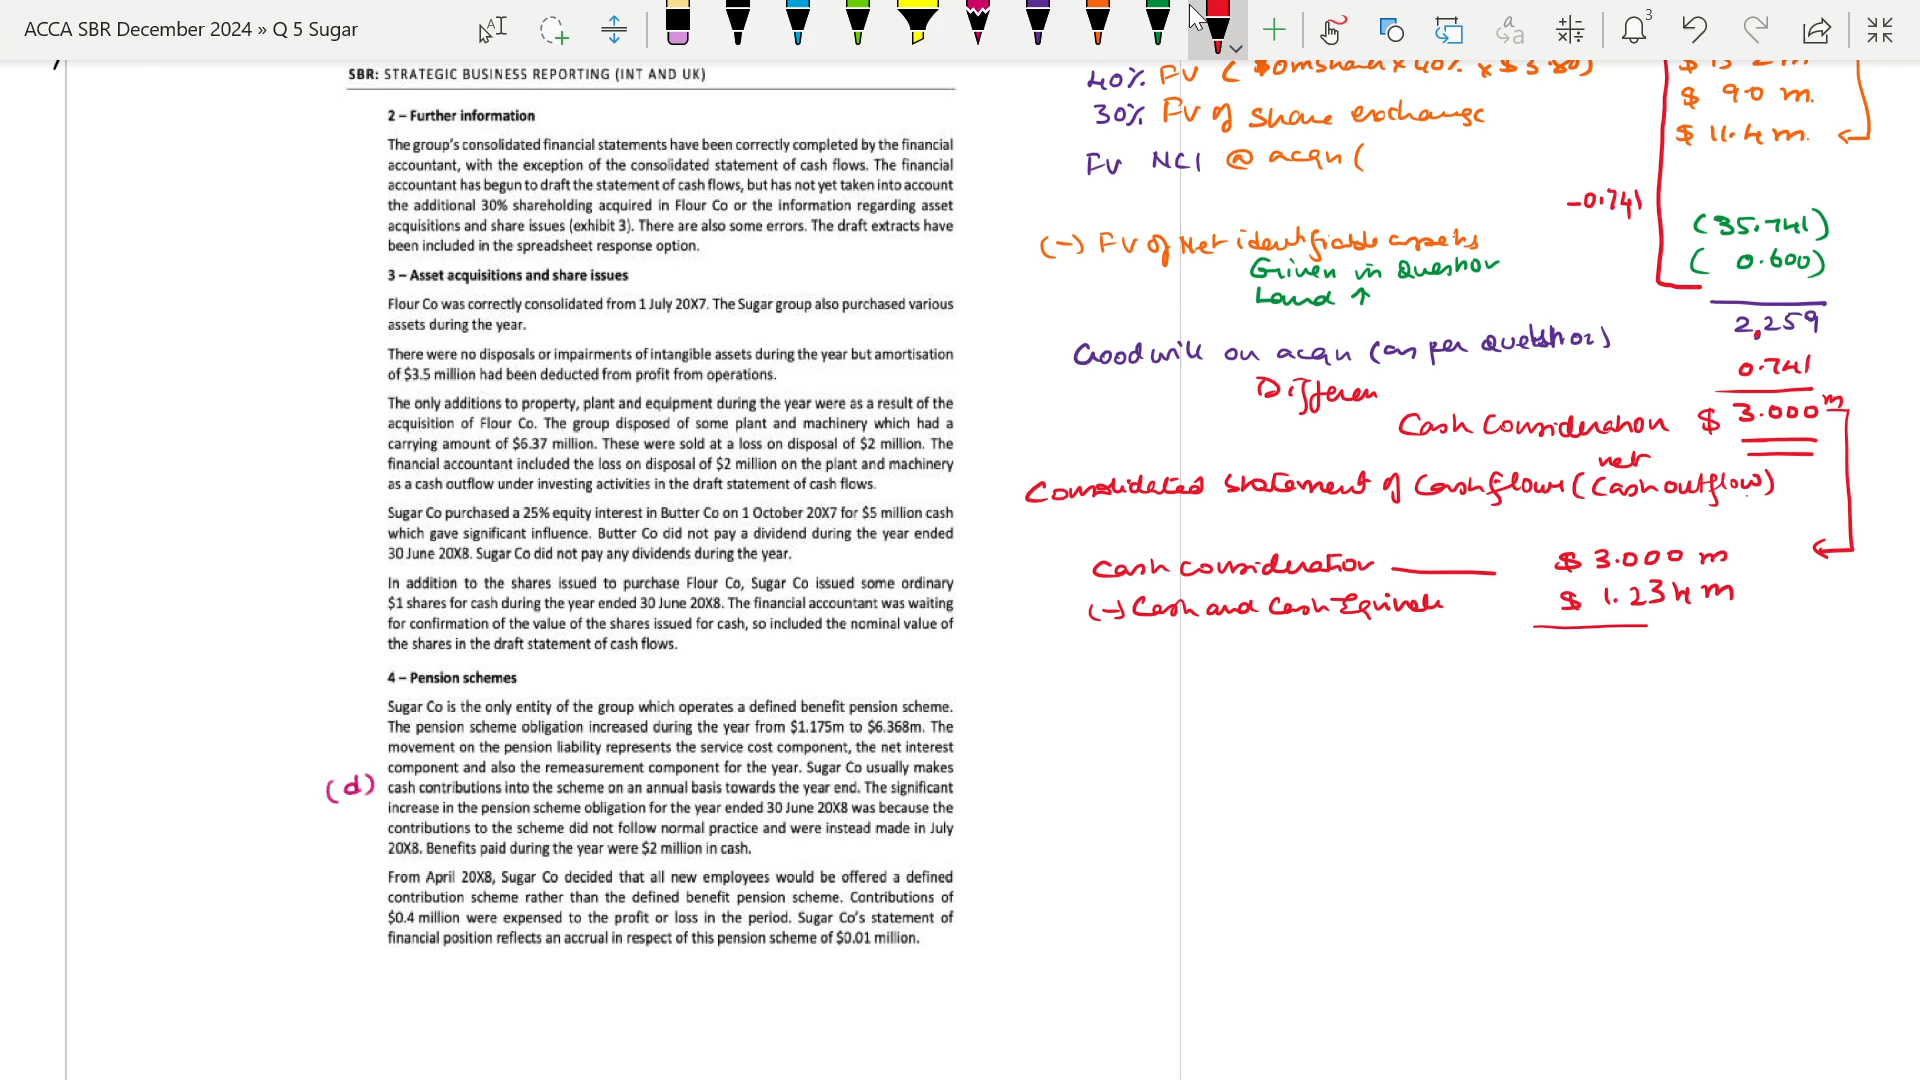 ACCA SBR December 2024 » Q 5 Sugar
3
SBR: STRATEGIC BUSINESS REPORTING (INT AND UK)
2 – Further information
The group's consolidated financial statements have been correctly completed by the financial
accountant, with the exception of the consolidated statement of cash flows. The financial
accountant has begun to draft the statement of cash flows, but has not yet taken into account
the additional 30% shareholding acquired in Flour Co or the information regarding asset
acquisitions and share issues (exhibit 3). There are also some errors. The draft extracts have
been included in the spreadsheet response option.
3 – Asset acquisitions and share issues
Flour Co was correctly consolidated from 1 July 20X7. The Sugar group also purchased various
assets during the year.
There were no disposals or impairments of intangible assets during the year but amortisation
of $3.5 million had been deducted from profit from operations.
The only additions to property, plant and equipment during the year were as a result of the
acquisition of Flour Co. The group disposed of some plant and machinery which had a
carrying amount of $6.37 million. These were sold at a loss on disposal of $2 million. The
financial accountant included the loss on disposal of $2 million on the plant and machinery
as a cash outflow under investing activities in the draft statement of cash flows.
Sugar Co purchased a 25% equity interest in Butter Co on 1 October 20X7 for $5 million cash
which gave significant influence. Butter Co did not pay a dividend during the year ended
30 June 20X8. Sugar Co did not pay any dividends during the year.
In addition to the shares issued to purchase Flour Co, Sugar Co issued some ordinary
$1 shares for cash during the year ended 30 June 20X8. The financial accountant was waiting
for confirmation of the value of the shares issued for cash, so included the nominal value of
the shares in the draft statement of cash flows.
4 – Pension schemes
Sugar Co is the only entity of the group which operates a defined benefit pension scheme.
The pension scheme obligation increased during the year from $1.175m to $6.368m. The
movement on the pension liability represents the service cost component, the net interest
component and also the remeasurement component for the year. Sugar Co usually makes
(d) cash contributions into the scheme on an annual basis towards the year end. The significant
increase in the pension scheme obligation for the year ended 30 June 20X8 was because the
contributions to the scheme did not follow normal practice and were instead made in July
20X8. Benefits paid during the year were $2 million in cash.
From April 20X8, Sugar Co decided that all new employees would be offered a defined
contribution scheme rather than the defined benefit pension scheme. Contributions of
$0.4 million were expensed to the profit or loss in the period. Sugar Co's statement of
financial position reflects an accrual in respect of this pension scheme of $0.01 million.
40% FV
30% FV of share exchange $ 9.0 m.
FV NCI @ acqn ( $ 11.4 m.
-0.741
(-) FV of Net identifiable assets (35.741)
Given in Question
Land ↑ ( 0.600)
2,259
Goodwill on acqn (as per Question)
Differen 0.741
Cash Consideration $ 3.000 m
Consolidated Statement of Cashflows (net Cash outflow)
Cash consideration $ 3.000 m
(-) Cash and Cash Equivale $ 1.234 m